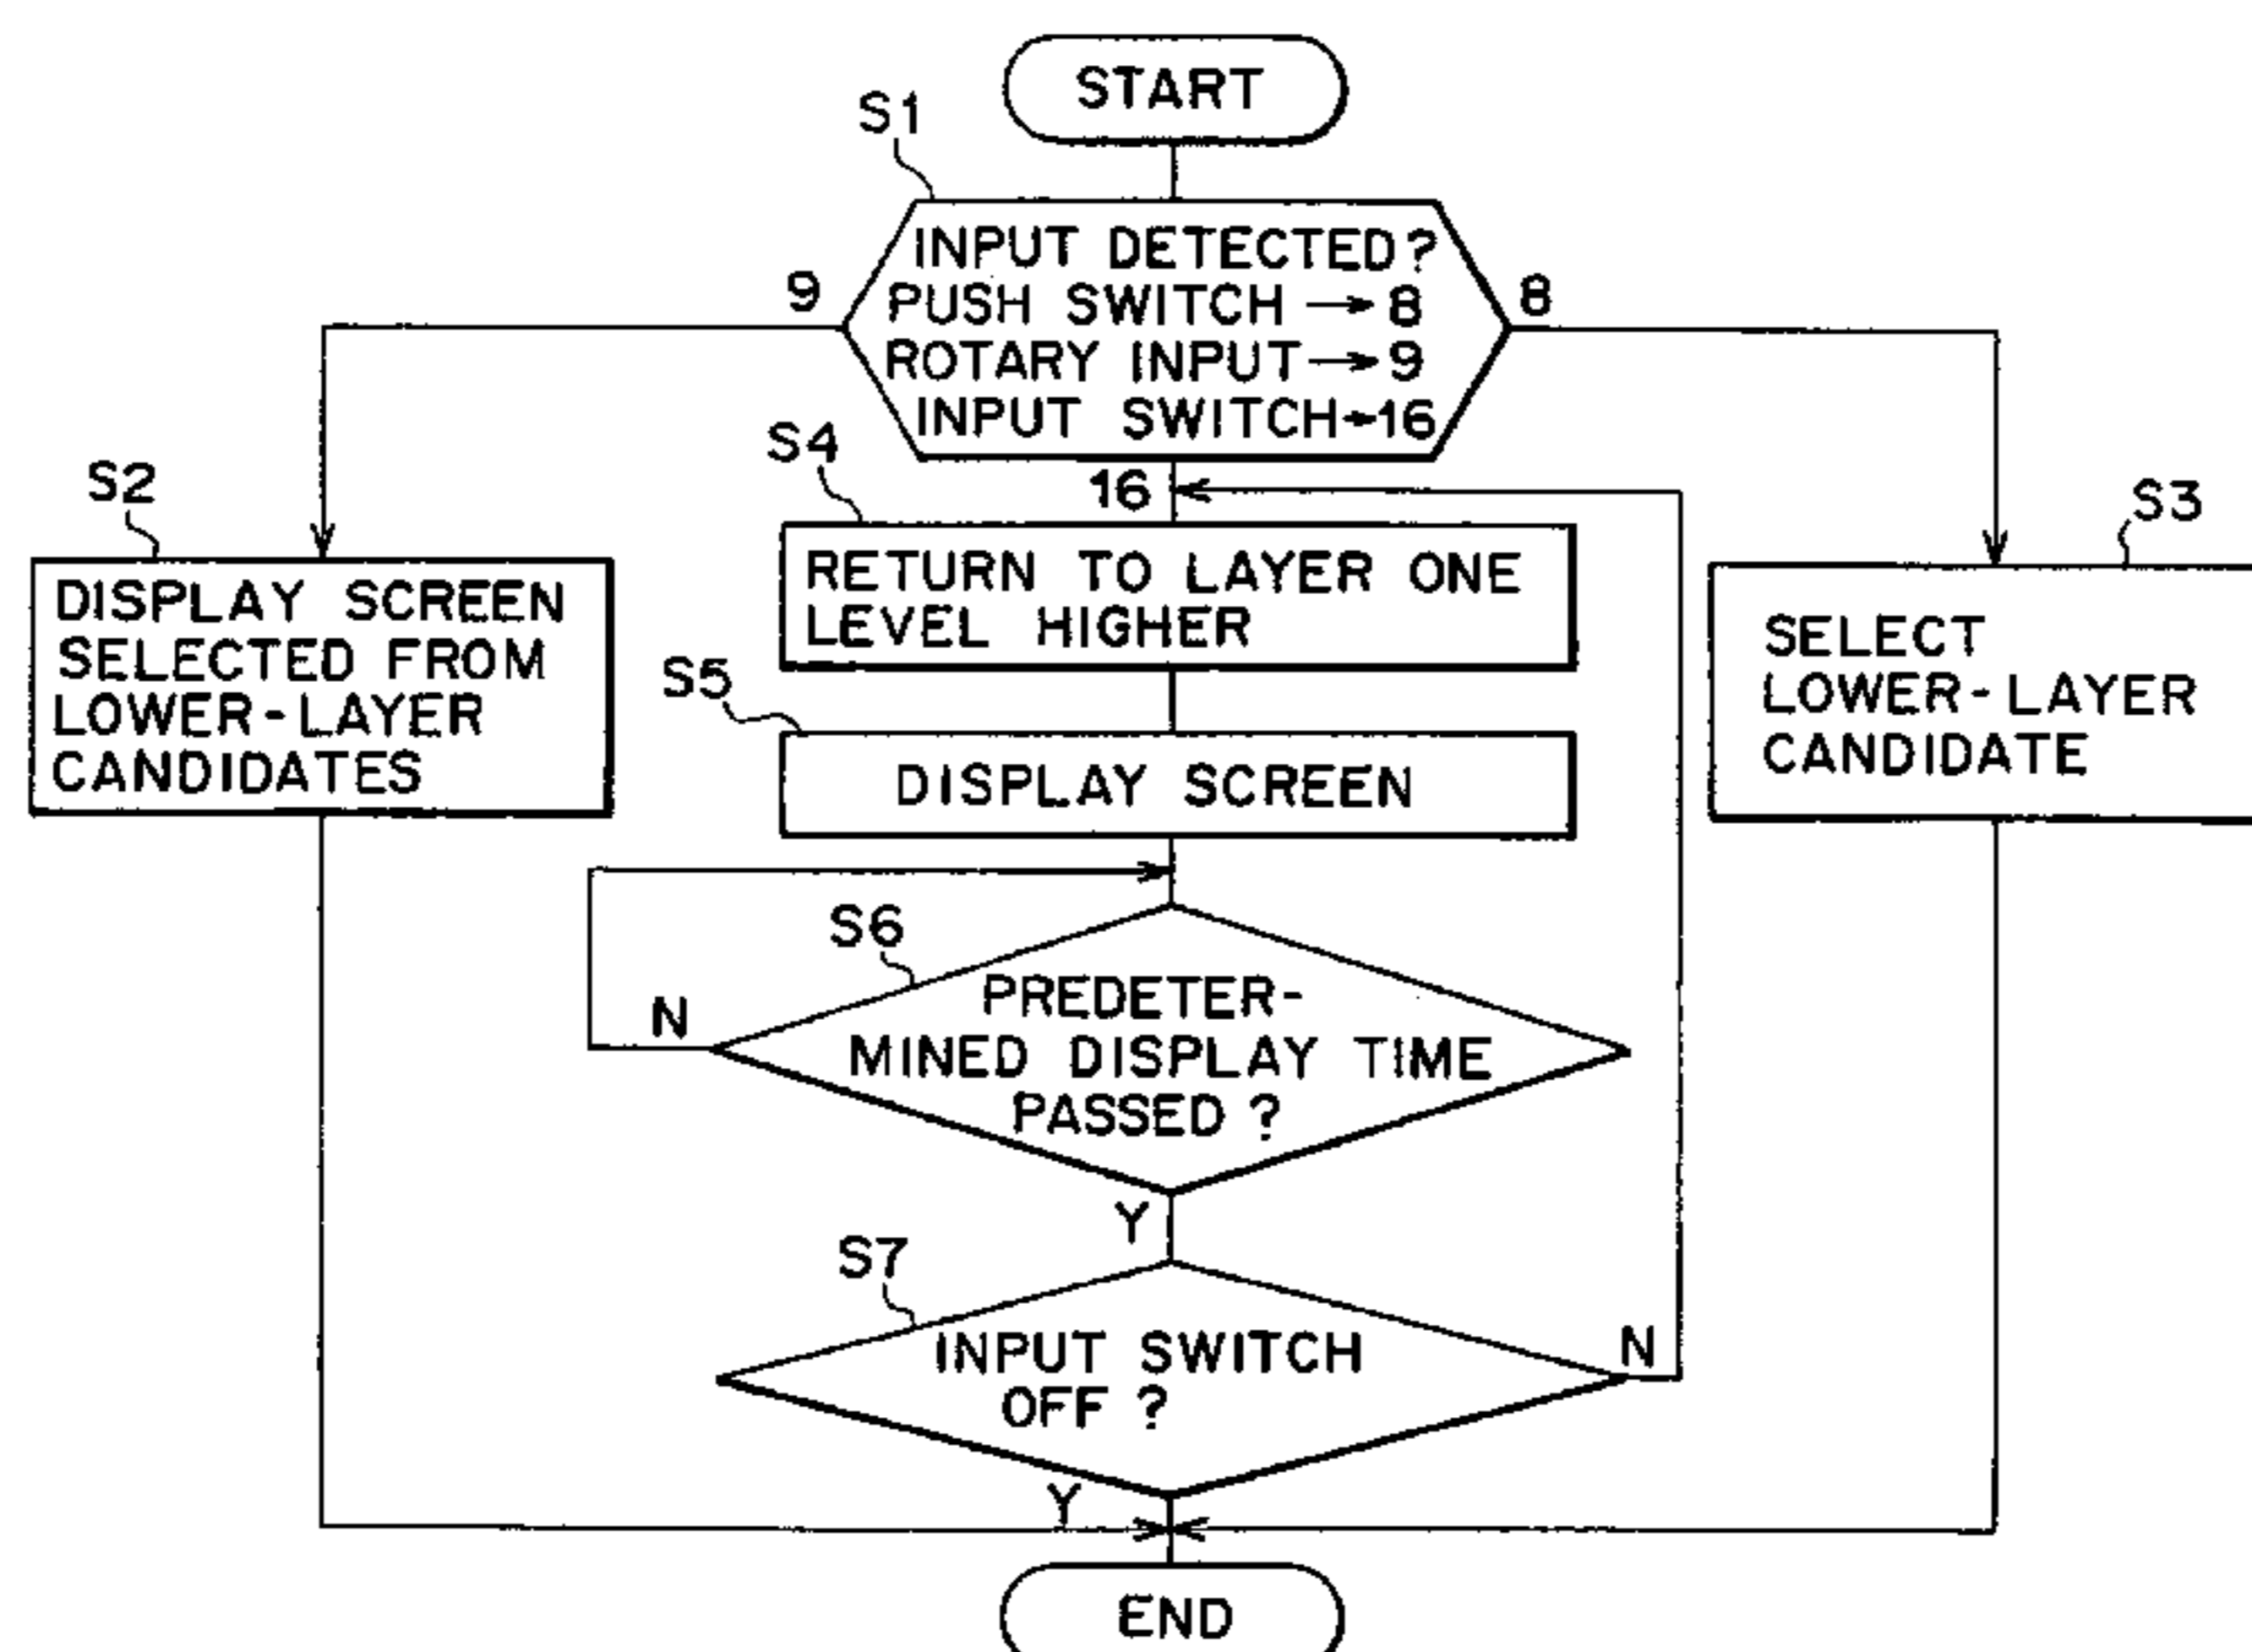 START
S1
INPUT DETECTED?
PUSH SWITCH → 8
ROTARY INPUT → 9
INPUT SWITCH → 16
9
8
16
S2
DISPLAY SCREEN
SELECTED FROM
LOWER-LAYER
CANDIDATES
S4
RETURN TO LAYER ONE
LEVEL HIGHER
S3
SELECT
LOWER-LAYER
CANDIDATE
S5
DISPLAY SCREEN
S6
PREDETER-
MINED DISPLAY TIME
PASSED ?
N
Y
S7
INPUT SWITCH
OFF ?
N
Y
END